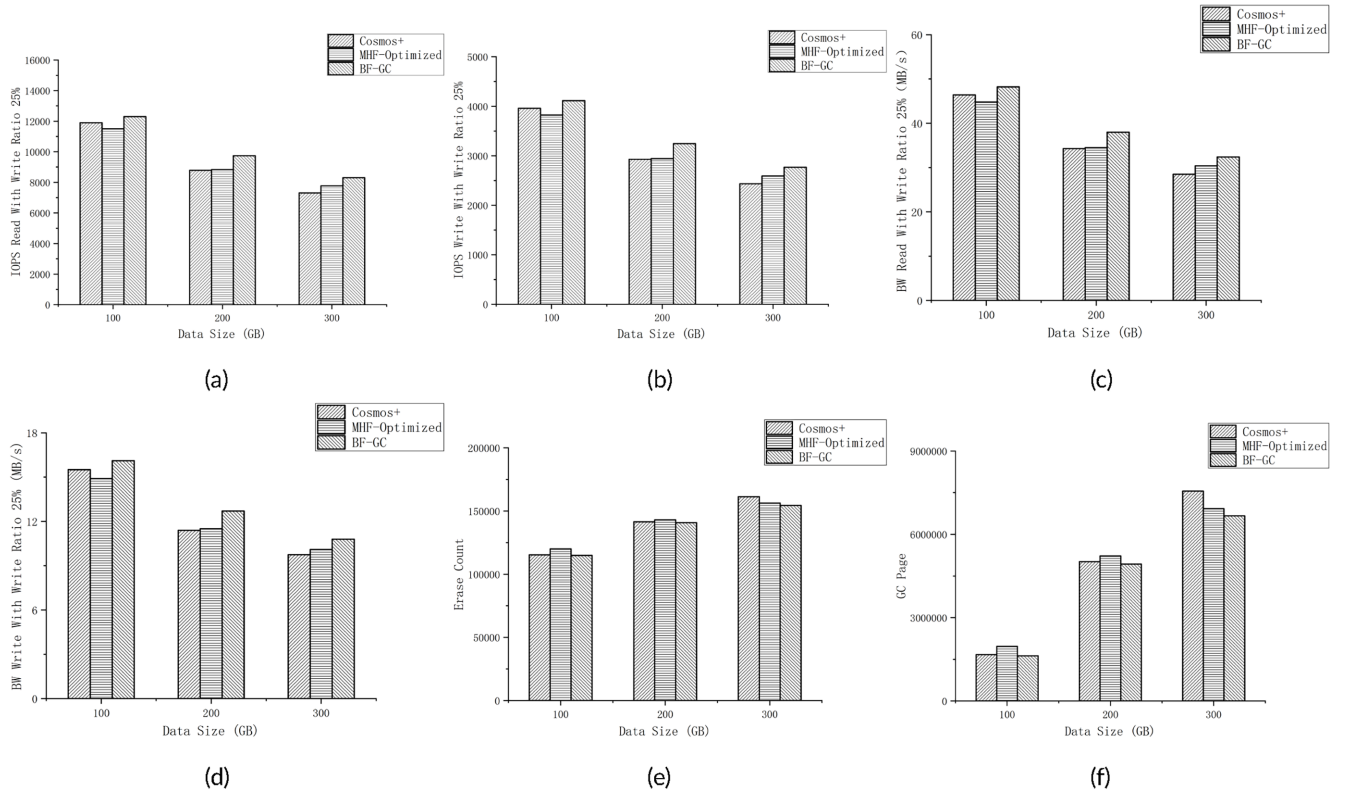 Cosmos+
MHF-Optimized
BF-GC
IOPS Read With Write Ratio 25%
16000
14000
12000
10000
8000
6000
4000
2000
0
100
200
300
Data Size (GB)
(a)
Cosmos+
MHF-Optimized
BF-GC
IOPS Write With Write Ratio 25%
5000
4000
3000
2000
1000
0
100
200
300
Data Size (GB)
(b)
Cosmos+
MHF-Optimized
BF-GC
BW Read With Write Ratio 25% (MB/s)
60
40
20
0
100
200
300
Data Size (GB)
(c)
Cosmos+
MHF-Optimized
BF-GC
BW Write With Write Ratio 25% (MB/s)
18
12
6
0
100
200
300
Data Size (GB)
(d)
Cosmos+
MHF-Optimized
BF-GC
Erase Count
200000
150000
100000
50000
0
100
200
300
Data Size (GB)
(e)
Cosmos+
MHF-Optimized
BF-GC
GC Page
9000000
6000000
3000000
0
100
200
300
Data Size (GB)
(f)